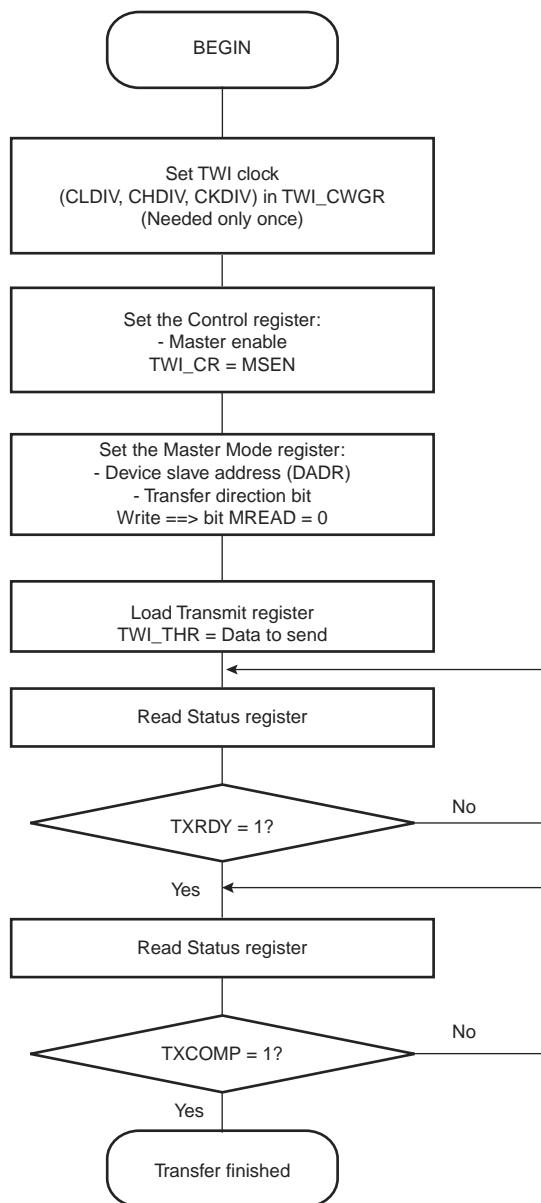 BEGIN
Set TWI clock
(CLDIV, CHDIV, CKDIV) in TWI_CWGR
(Needed only once)
Set the Control register:
- Master enable
TWI_CR = MSEN
Set the Master Mode register:
- Device slave address (DADR)
- Transfer direction bit
Write ==> bit MREAD = 0
Load Transmit register
TWI_THR = Data to send
Read Status register
TXRDY = 1?
No
Yes
Read Status register
TXCOMP = 1?
No
Yes
Transfer finished